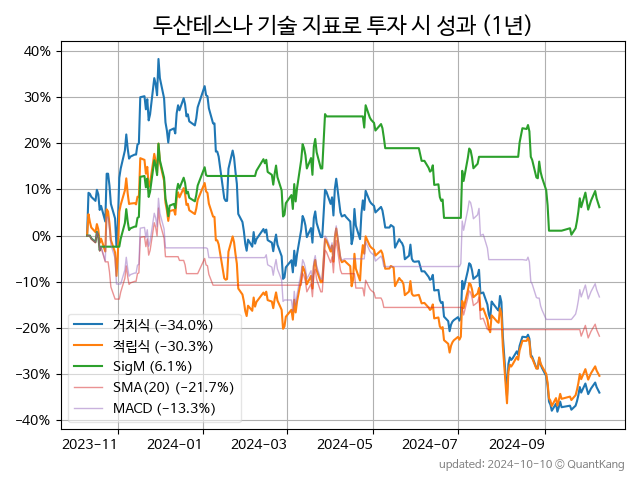 두산테스나 기술 지표로 투자 시 성과 (1년)
40%
30%
20%
10%
0%
−10%
−20%
−30%
−40%
거치식 (−34.0%)
적립식 (−30.3%)
SigM (6.1%)
SMA(20) (−21.7%)
MACD (−13.3%)
2023-11
2024-01
2024-03
2024-05
2024-07
2024-09
updated: 2024-10-10 © QuantKang